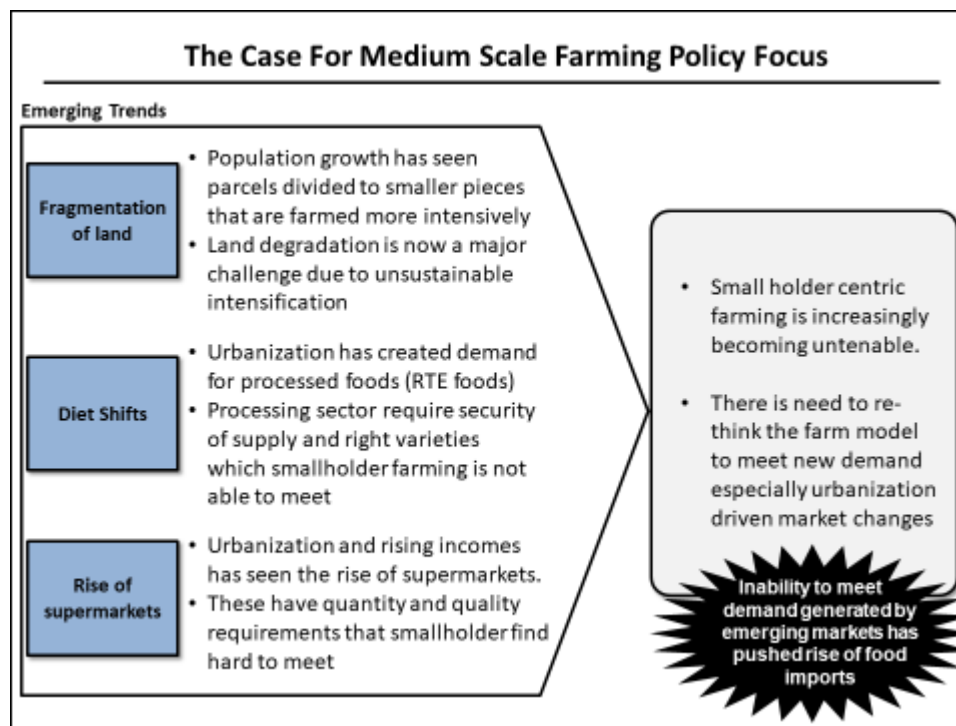 The Case For Medium Scale Farming Policy Focus
Emerging Trends
Fragmentation
of land
• Population growth has seen
parcels divided to smaller pieces
that are farmed more intensively
• Land degradation is now a major
challenge due to unsustainable
intensification
Diet Shifts
• Urbanization has created demand
for processed foods (RTE foods)
• Processing sector require security
of supply and right varieties
which smallholder farming is not
able to meet
Rise of
supermarkets
• Urbanization and rising incomes
has seen the rise of supermarkets.
• These have quantity and quality
requirements that smallholder find
hard to meet
• Small holder centric
farming is increasingly
becoming untenable.
• There is need to re-
think the farm model
to meet new demand
especially urbanization
driven market changes
Inability to meet
demand generated by
emerging markets has
pushed rise of food
imports